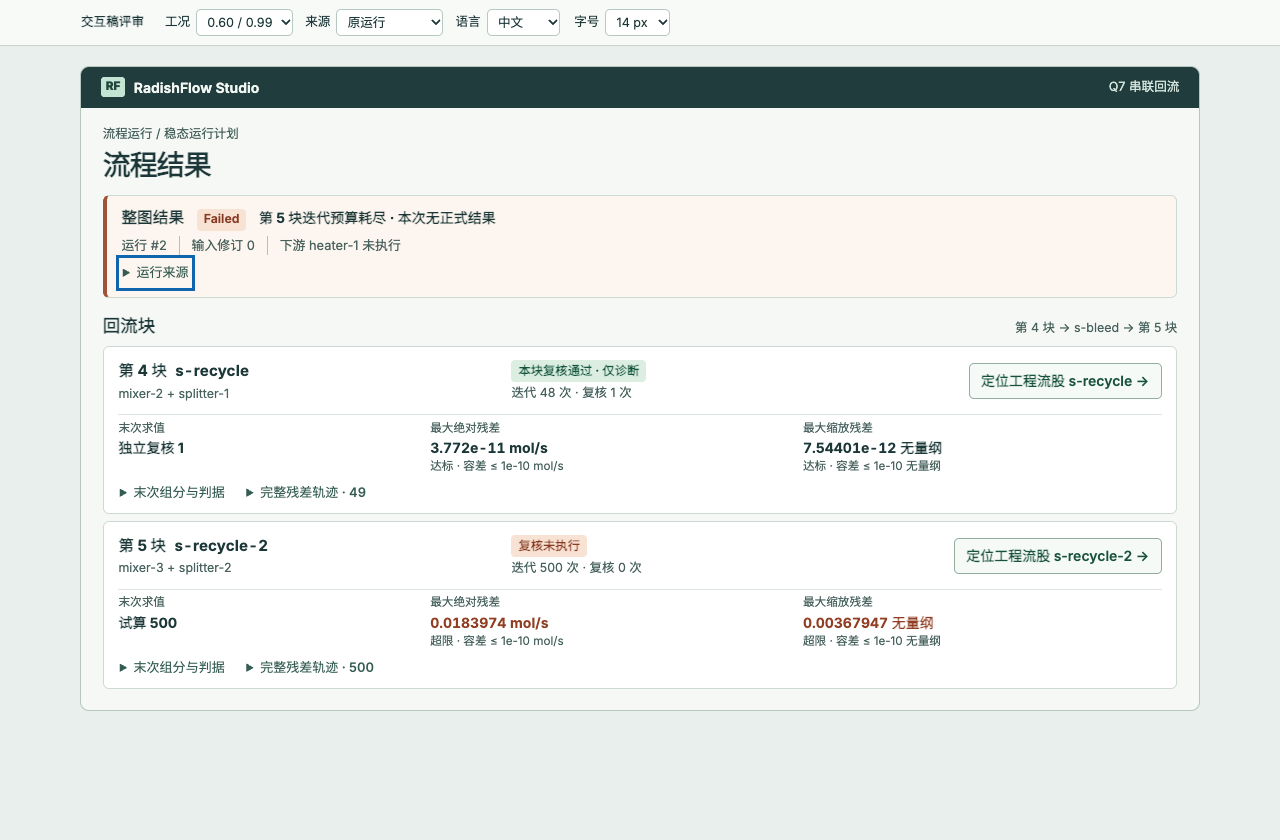 交互稿评审 工况 0.60 / 0.99 来源 原运行 语言 中文 字号 14 px
RF RadishFlow Studio Q7 串联回流
流程运行 / 稳态运行计划
流程结果
整图结果 Failed 第 5 块迭代预算耗尽 · 本次无正式结果
运行 #2 输入修订 0 下游 heater-1 未执行
▶ 运行来源
回流块 第 4 块 → s-bleed → 第 5 块
第 4 块 s-recycle 本块复核通过 · 仅诊断 定位工程流股 s-recycle →
mixer-2 + splitter-1 迭代 48 次 · 复核 1 次
末次求值 最大绝对残差 最大缩放残差
独立复核 1 3.772e-11 mol/s 7.54401e-12 无量纲
达标 · 容差 ≤ 1e-10 mol/s 达标 · 容差 ≤ 1e-10 无量纲
▶ 末次组分与判据 ▶ 完整残差轨迹 · 49
第 5 块 s-recycle-2 复核未执行 定位工程流股 s-recycle-2 →
mixer-3 + splitter-2 迭代 500 次 · 复核 0 次
末次求值 最大绝对残差 最大缩放残差
试算 500 0.0183974 mol/s 0.00367947 无量纲
超限 · 容差 ≤ 1e-10 mol/s 超限 · 容差 ≤ 1e-10 无量纲
▶ 末次组分与判据 ▶ 完整残差轨迹 · 500